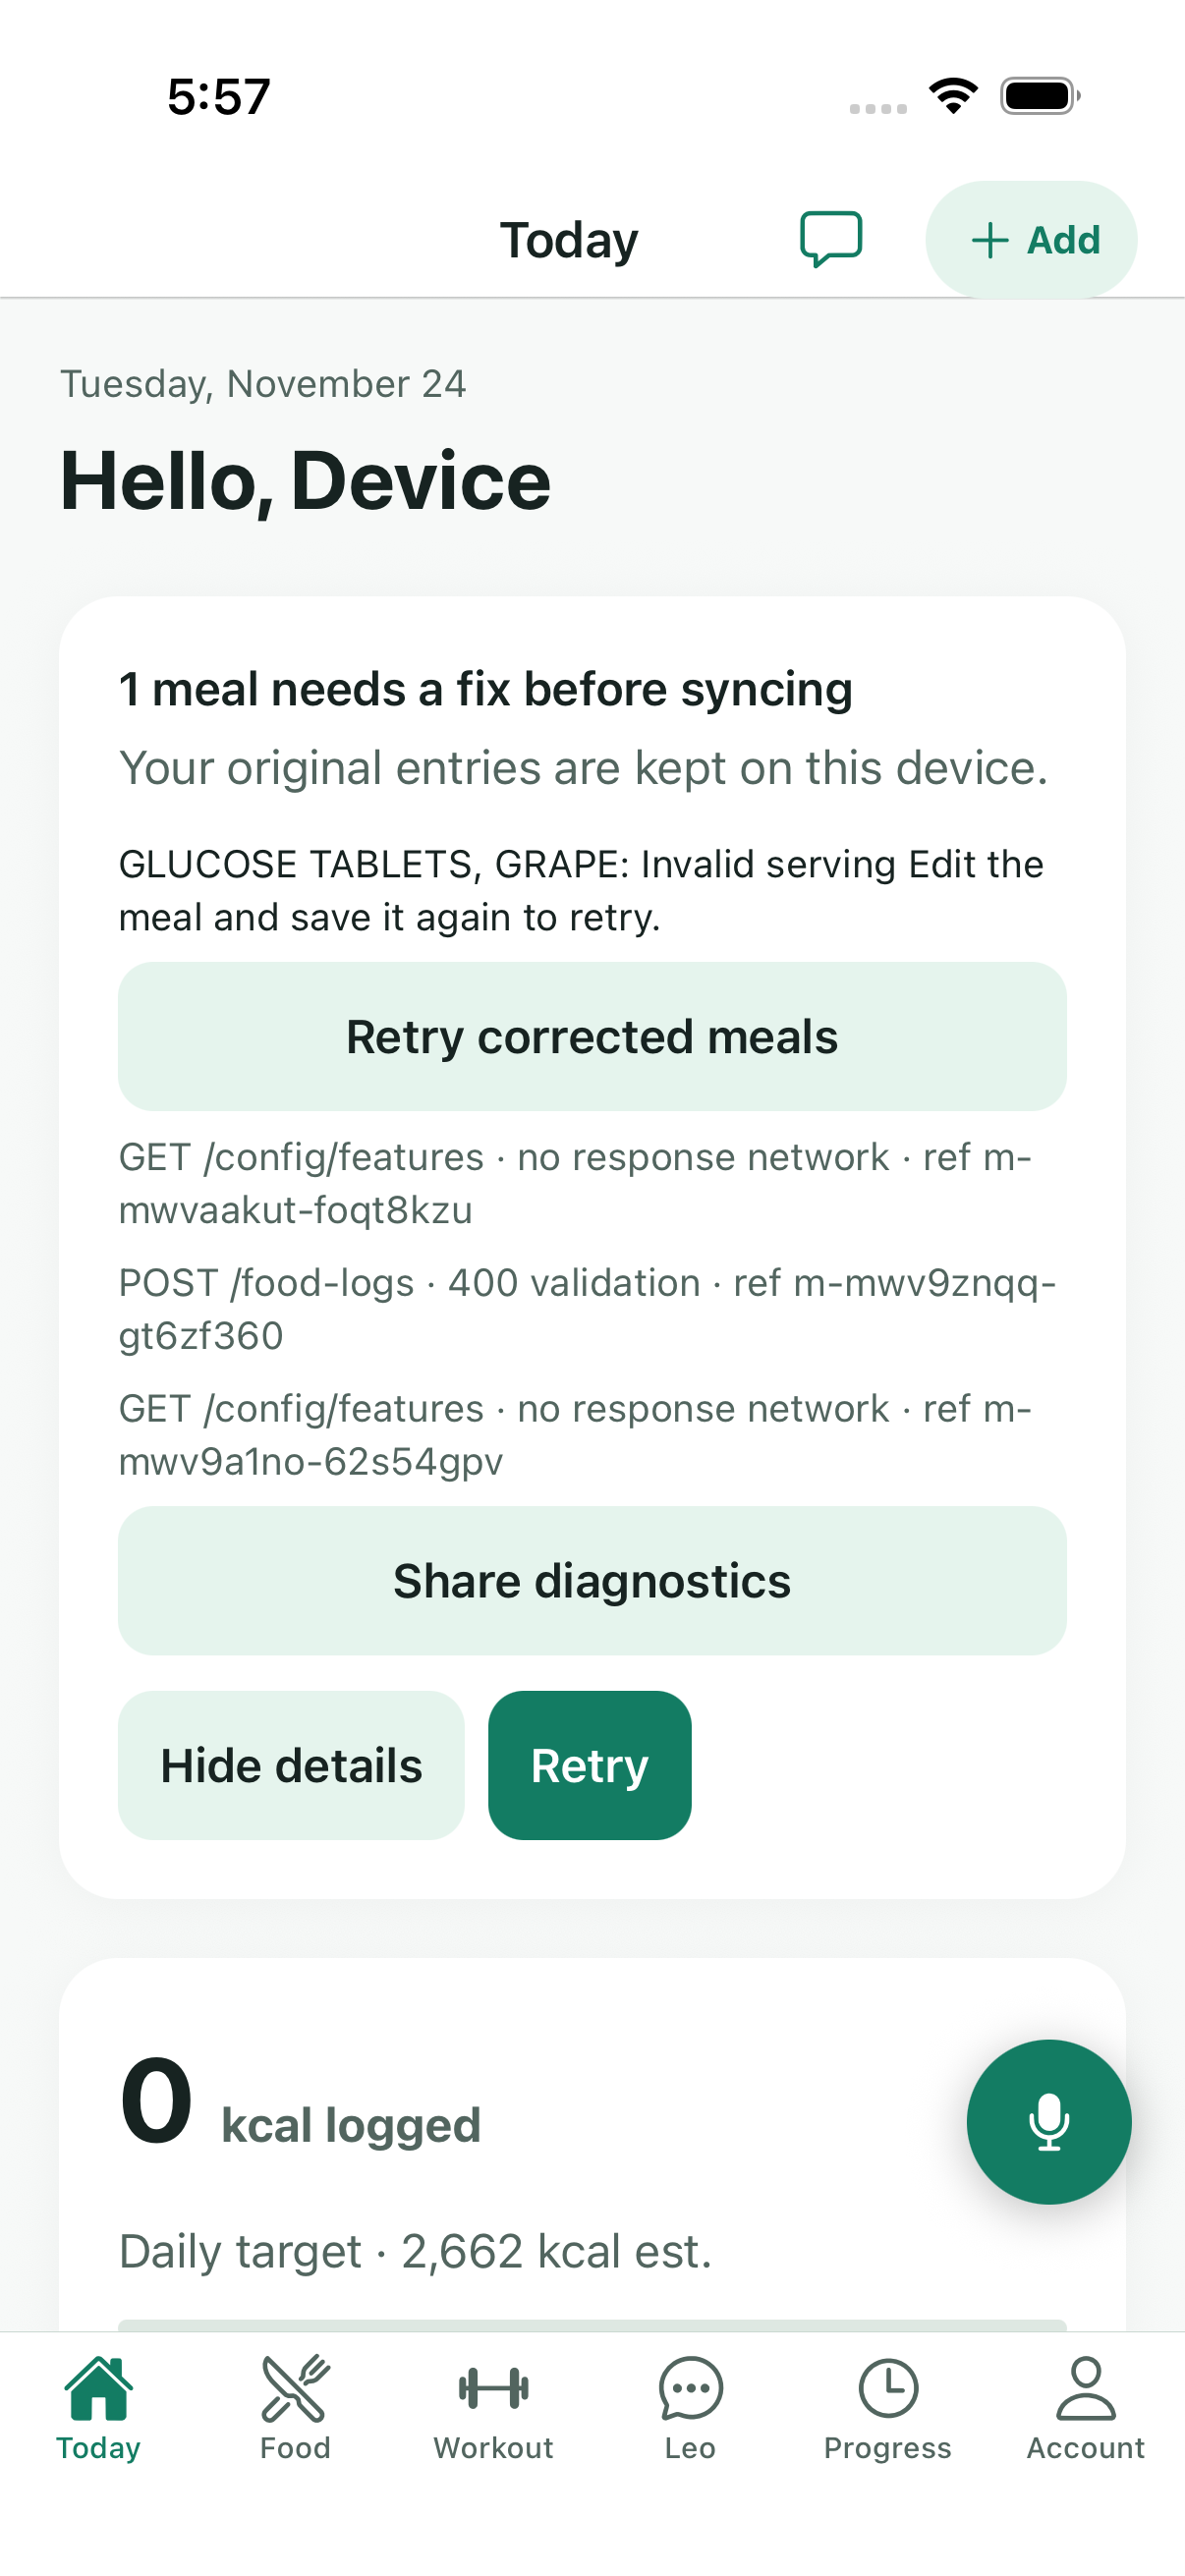 5:57
Today
Add
Tuesday, November 24
Hello, Device
1 meal needs a fix before syncing
Your original entries are kept on this device.
GLUCOSE TABLETS, GRAPE: Invalid serving Edit the
meal and save it again to retry.
Retry corrected meals
GET /config/features · no response network · ref m-
mwvaakut-foqt8kzu
POST /food-logs · 400 validation · ref m-mwv9znqq-
gt6zf360
GET /config/features · no response network · ref m-
mwv9a1no-62s54gpv
Share diagnostics
Hide details
Retry
0 kcal logged
Daily target · 2,662 kcal est.
Today
Food
Workout
Leo
Progress
Account